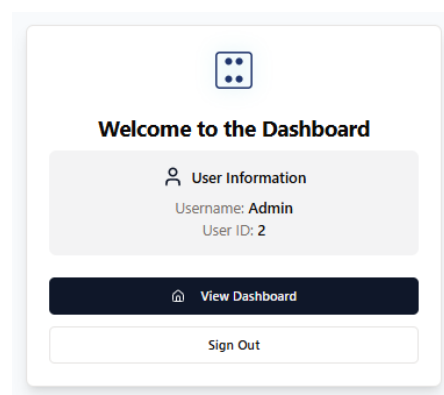 Welcome to the Dashboard
User Information
Username: Admin
User ID: 2
View Dashboard
Sign Out